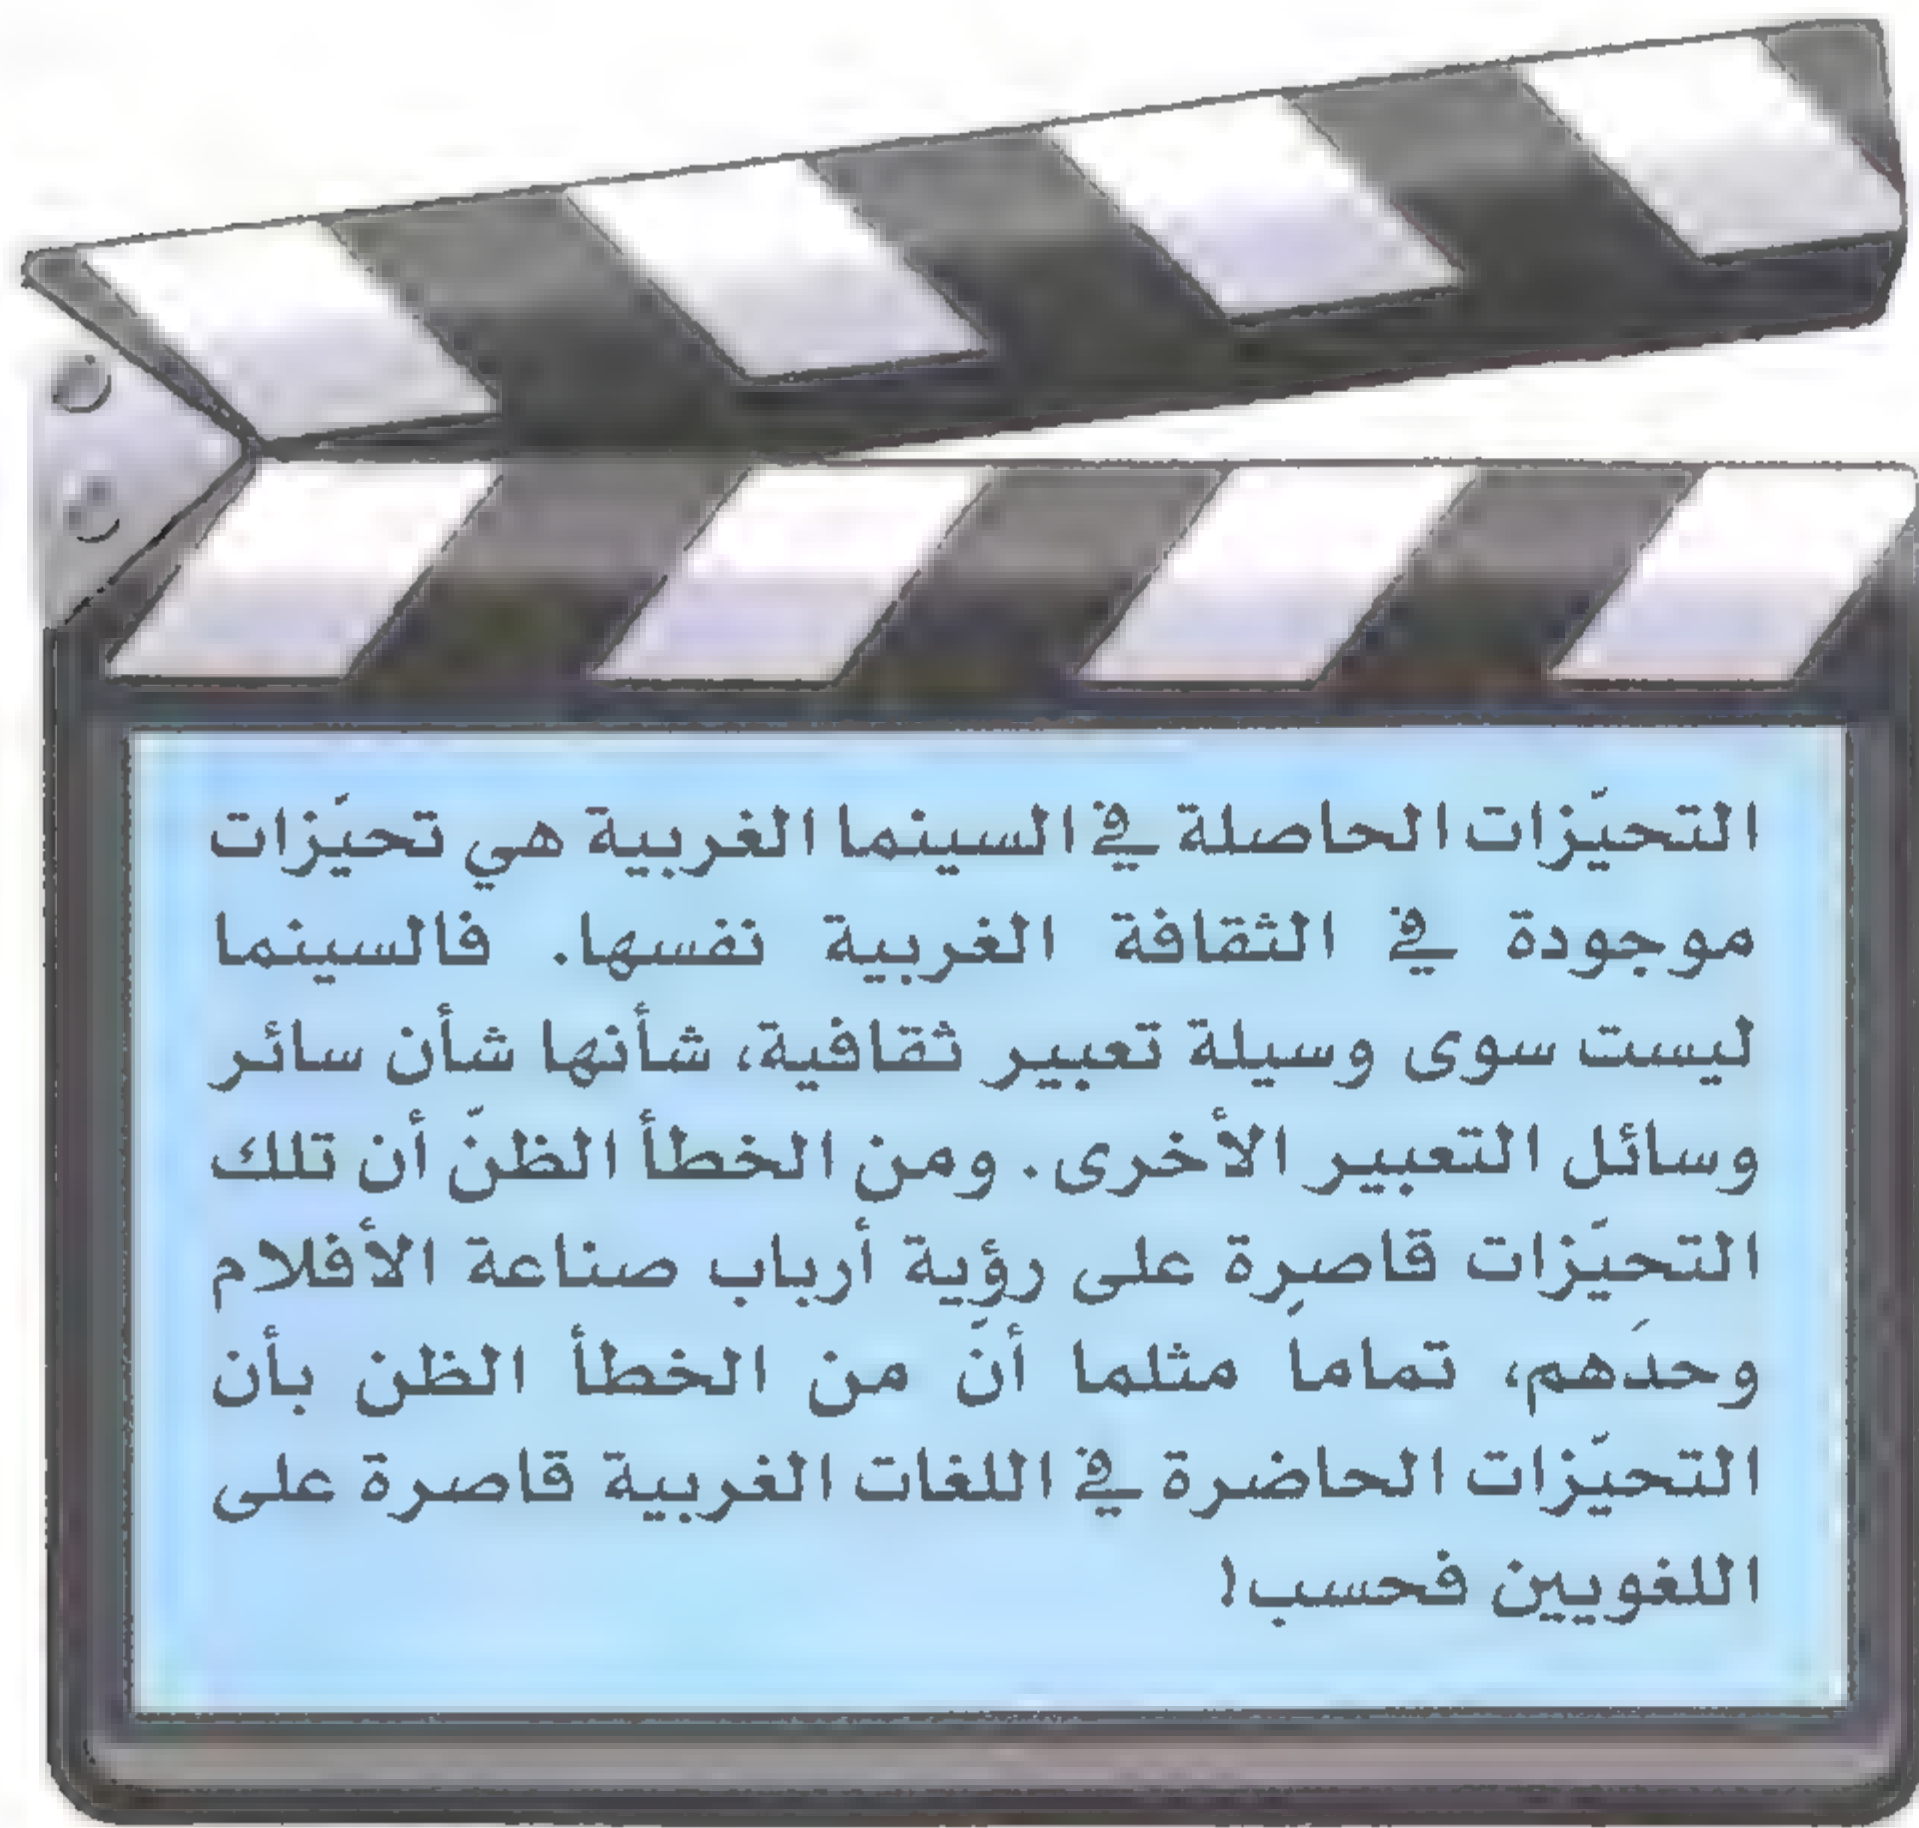 التحيّزات الحاصلة في السينما الغربية هي تحيّزات
موجودة في الثقافة الغربية نفسها. فالسينما
ليست سوى وسيلة تعبير ثقافية، شأنها شأن سائر
وسائل التعبير الأخرى. ومن الخطأ الظنّ أن تلك
التحيّزات قاصِرة على رؤية أرباب صناعة الأفلام
وحدَهم، تماماً مثلما أنّ من الخطأ الظن بأن
التحيّزات الحاضرة في اللغات الغربية قاصرة على
اللغويين فحسب!